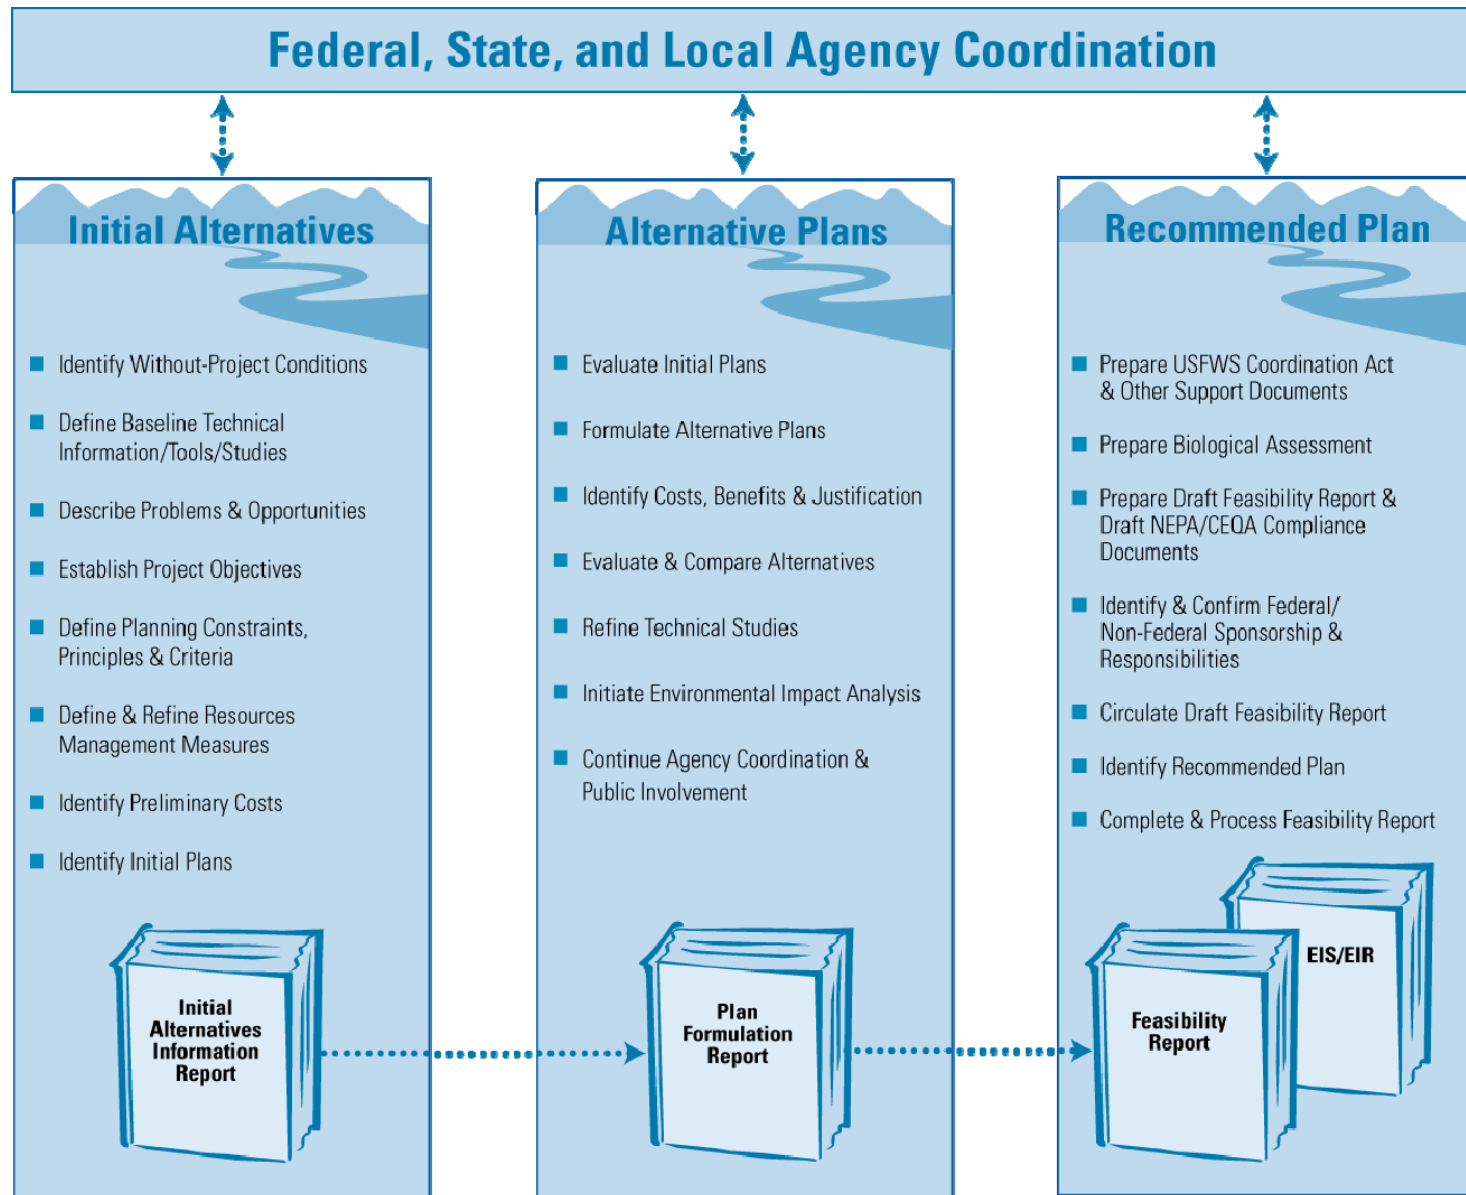 Federal, State, and Local Agency Coordination
Initial Alternatives
Identify Without-Project Conditions
Define Baseline Technical
Information/Tools/Studies
Describe Problems & Opportunities
Establish Project Objectives
Define Planning Constraints,
Principles & Criteria
Define & Refine Resources
Management Measures
Identify Preliminary Costs
Identify Initial Plans
Initial
Alternatives
Information
Report
Alternative Plans
Evaluate Initial Plans
Formulate Alternative Plans
Identify Costs, Benefits & Justification
Evaluate & Compare Alternatives
Refine Technical Studies
Initiate Environmental Impact Analysis
Continue Agency Coordination &
Public Involvement
Plan
Formulation
Report
Recommended Plan
Prepare USFWS Coordination Act
& Other Support Documents
Prepare Biological Assessment
Prepare Draft Feasibility Report &
Draft NEPA/CEQA Compliance
Documents
Identify & Confirm Federal/
Non-Federal Sponsorship &
Responsibilities
Circulate Draft Feasibility Report
Identify Recommended Plan
Complete & Process Feasibility Report
EIS/EIR
Feasibility
Report